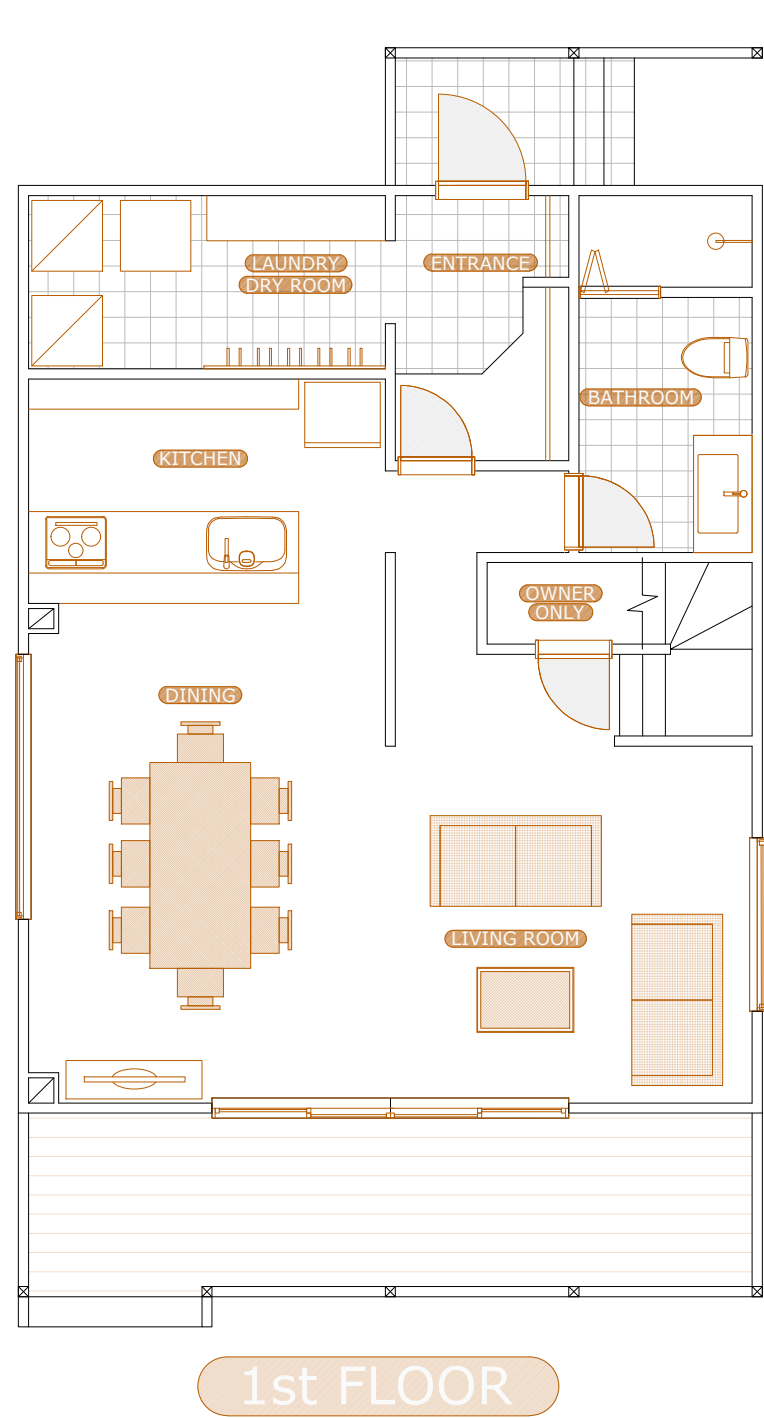 LAUNDRY
DRY ROOM
ENTRANCE
BATHROOM
KITCHEN
OWNER
ONLY
DINING
LIVING ROOM
1st FLOOR